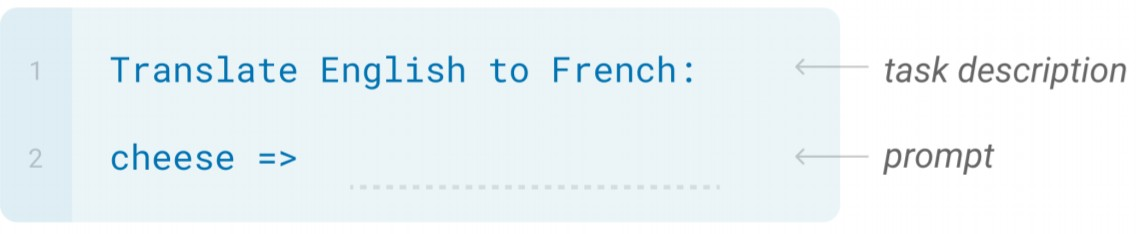 1 Translate English to French: task description
2 cheese => prompt